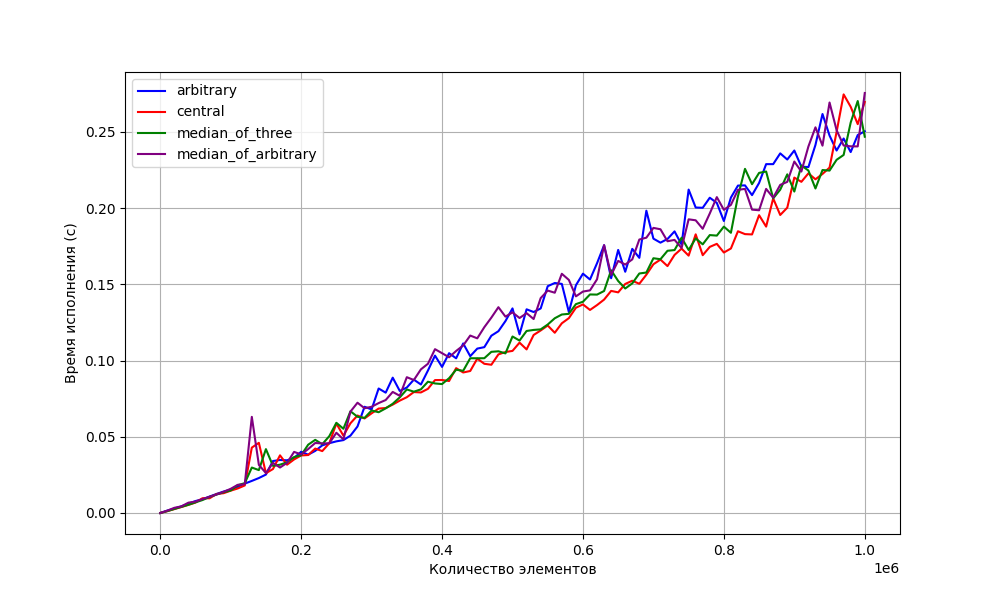 arbitrary
central
median_of_three
median_of_arbitrary
Время исполнения (с)
0.25
0.20
0.15
0.10
0.05
0.00
0.0 0.2 0.4 0.6 0.8 1.0
1e6
Количество элементов